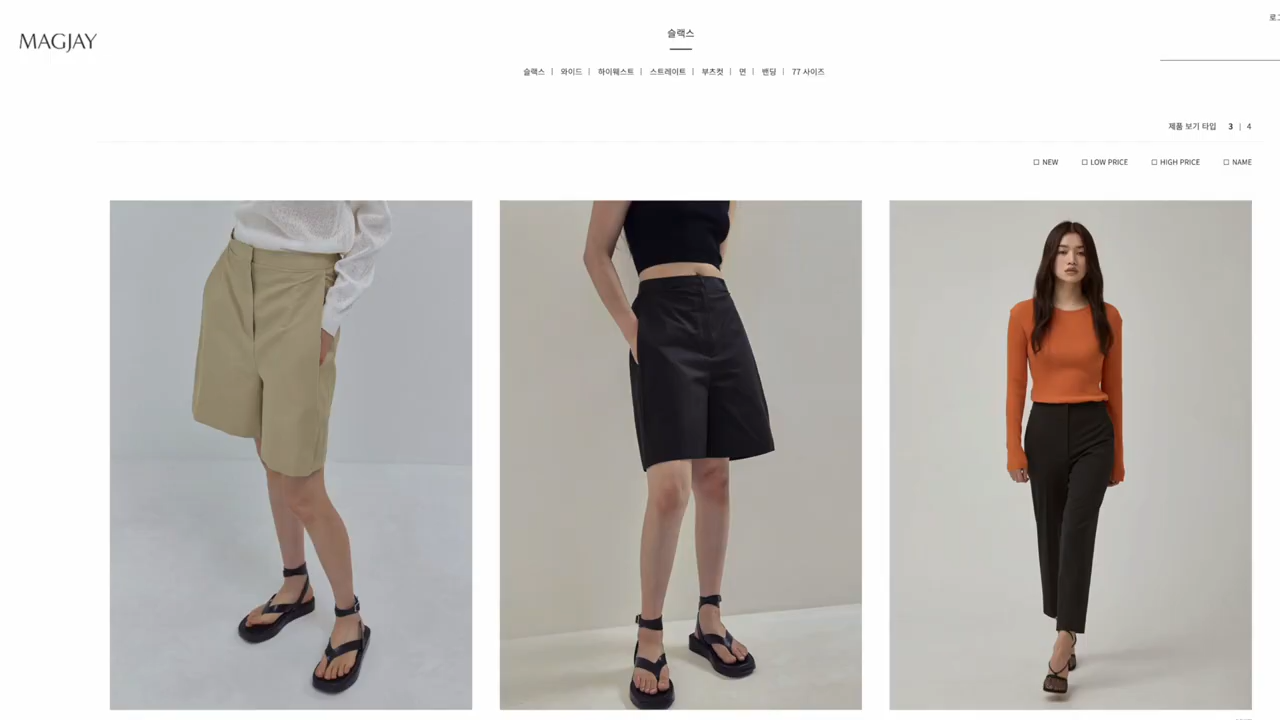 로그
MAGJAY
슬랙스
슬랙스 | 와이드 | 하이웨스트 | 스트레이트 | 부츠컷 | 면 | 밴딩 | 77 사이즈
제품 보기 타입 3 | 4
□ NEW □ LOW PRICE □ HIGH PRICE □ NAME